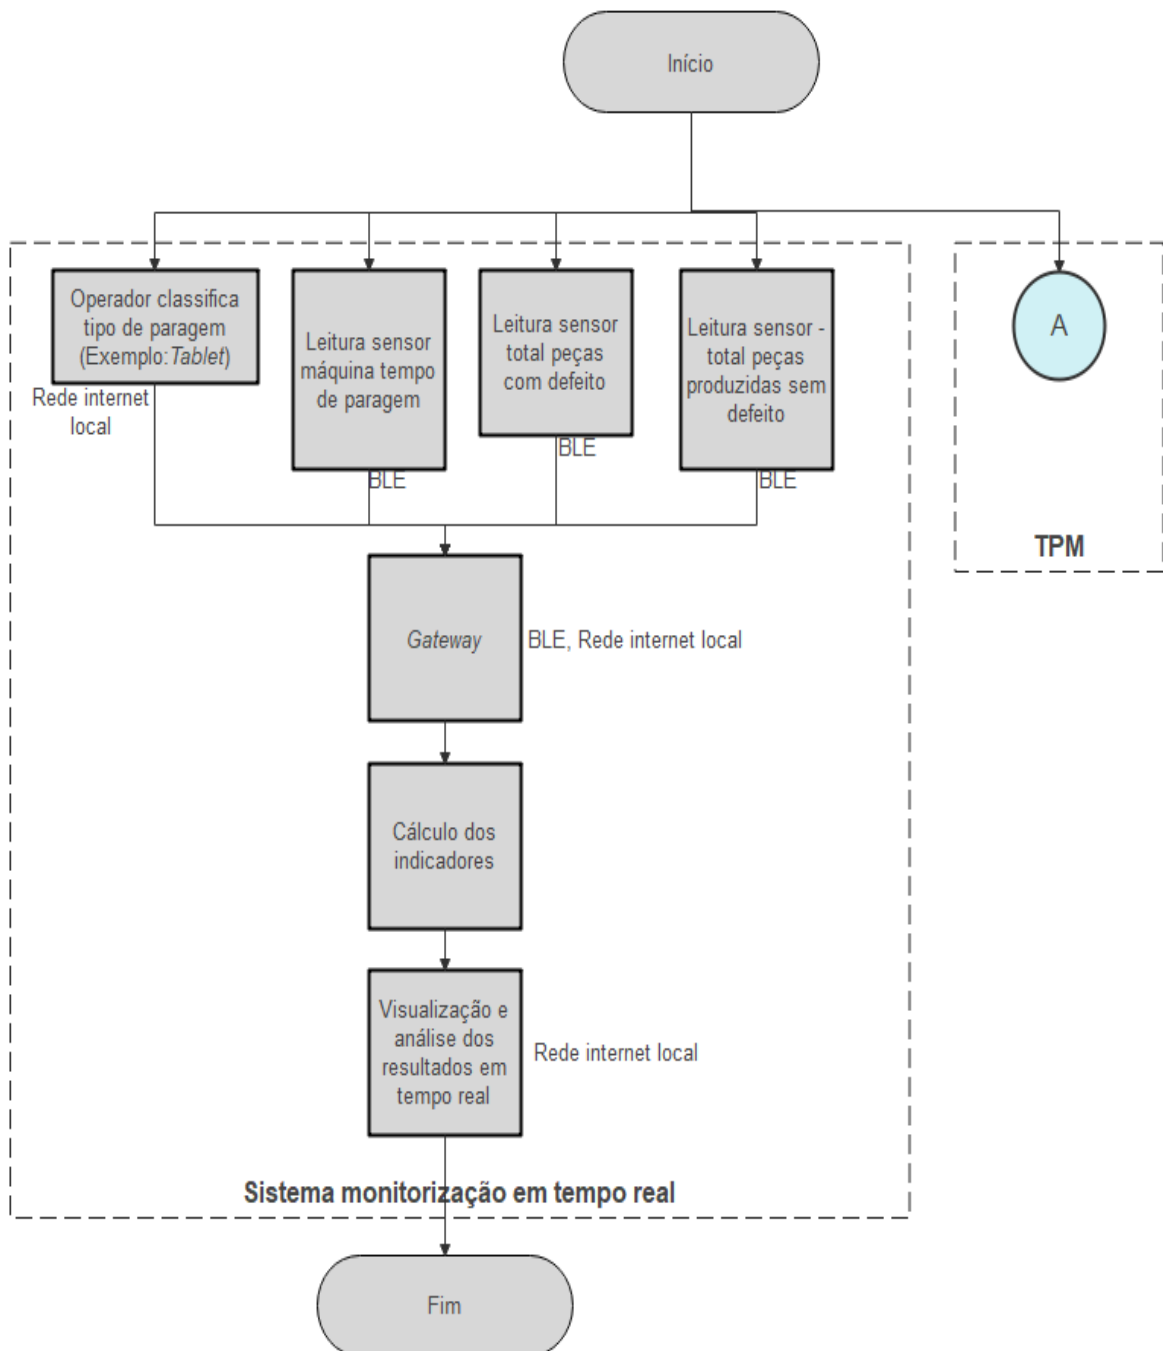 Início
Operador classifica
tipo de paragem
(Exemplo:Tablet)
Rede internet
local
Leitura sensor
máquina tempo
de paragem
BLE
Leitura sensor
total peças
com defeito
BLE
Leitura sensor -
total peças
produzidas sem
defeito
BLE
A
TPM
Gateway
BLE, Rede internet local
Cálculo dos
indicadores
Visualização e
análise dos
resultados em
tempo real
Rede internet local
Sistema monitorização em tempo real
Fim